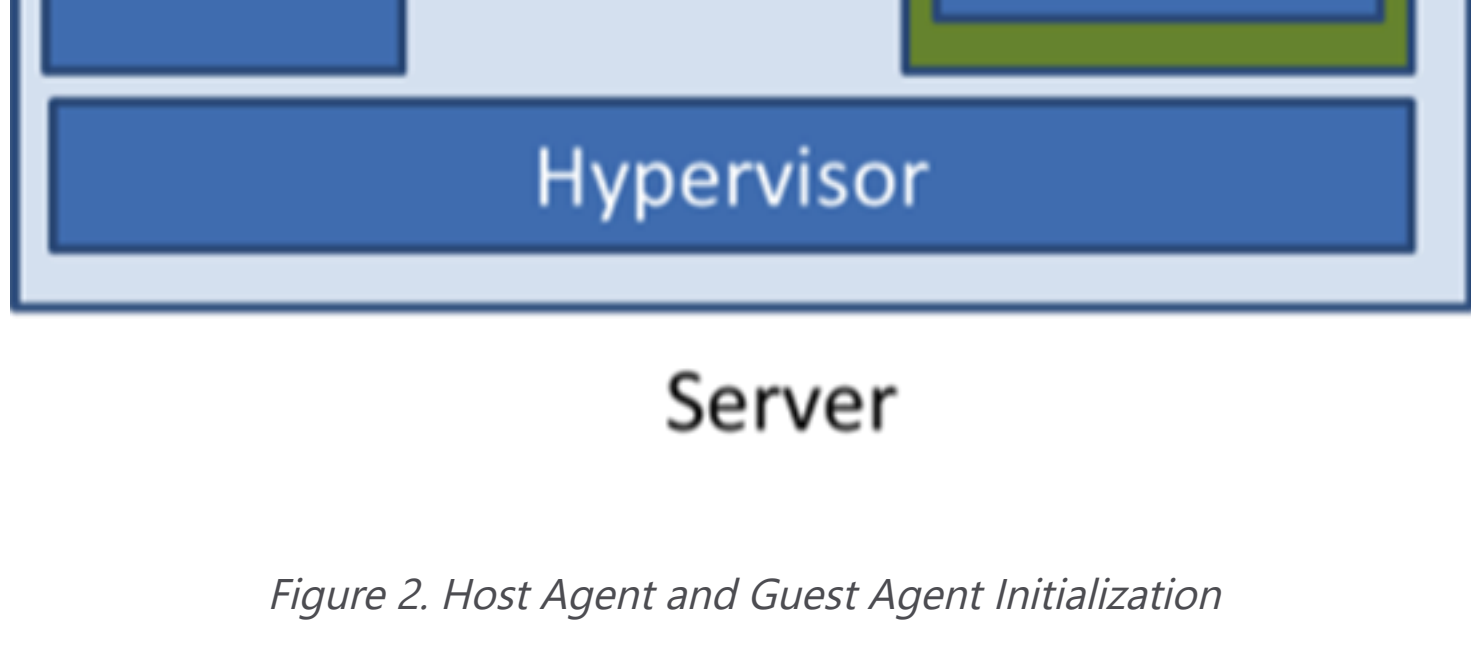 Hypervisor
Server
Figure 2. Host Agent and Guest Agent Initialization